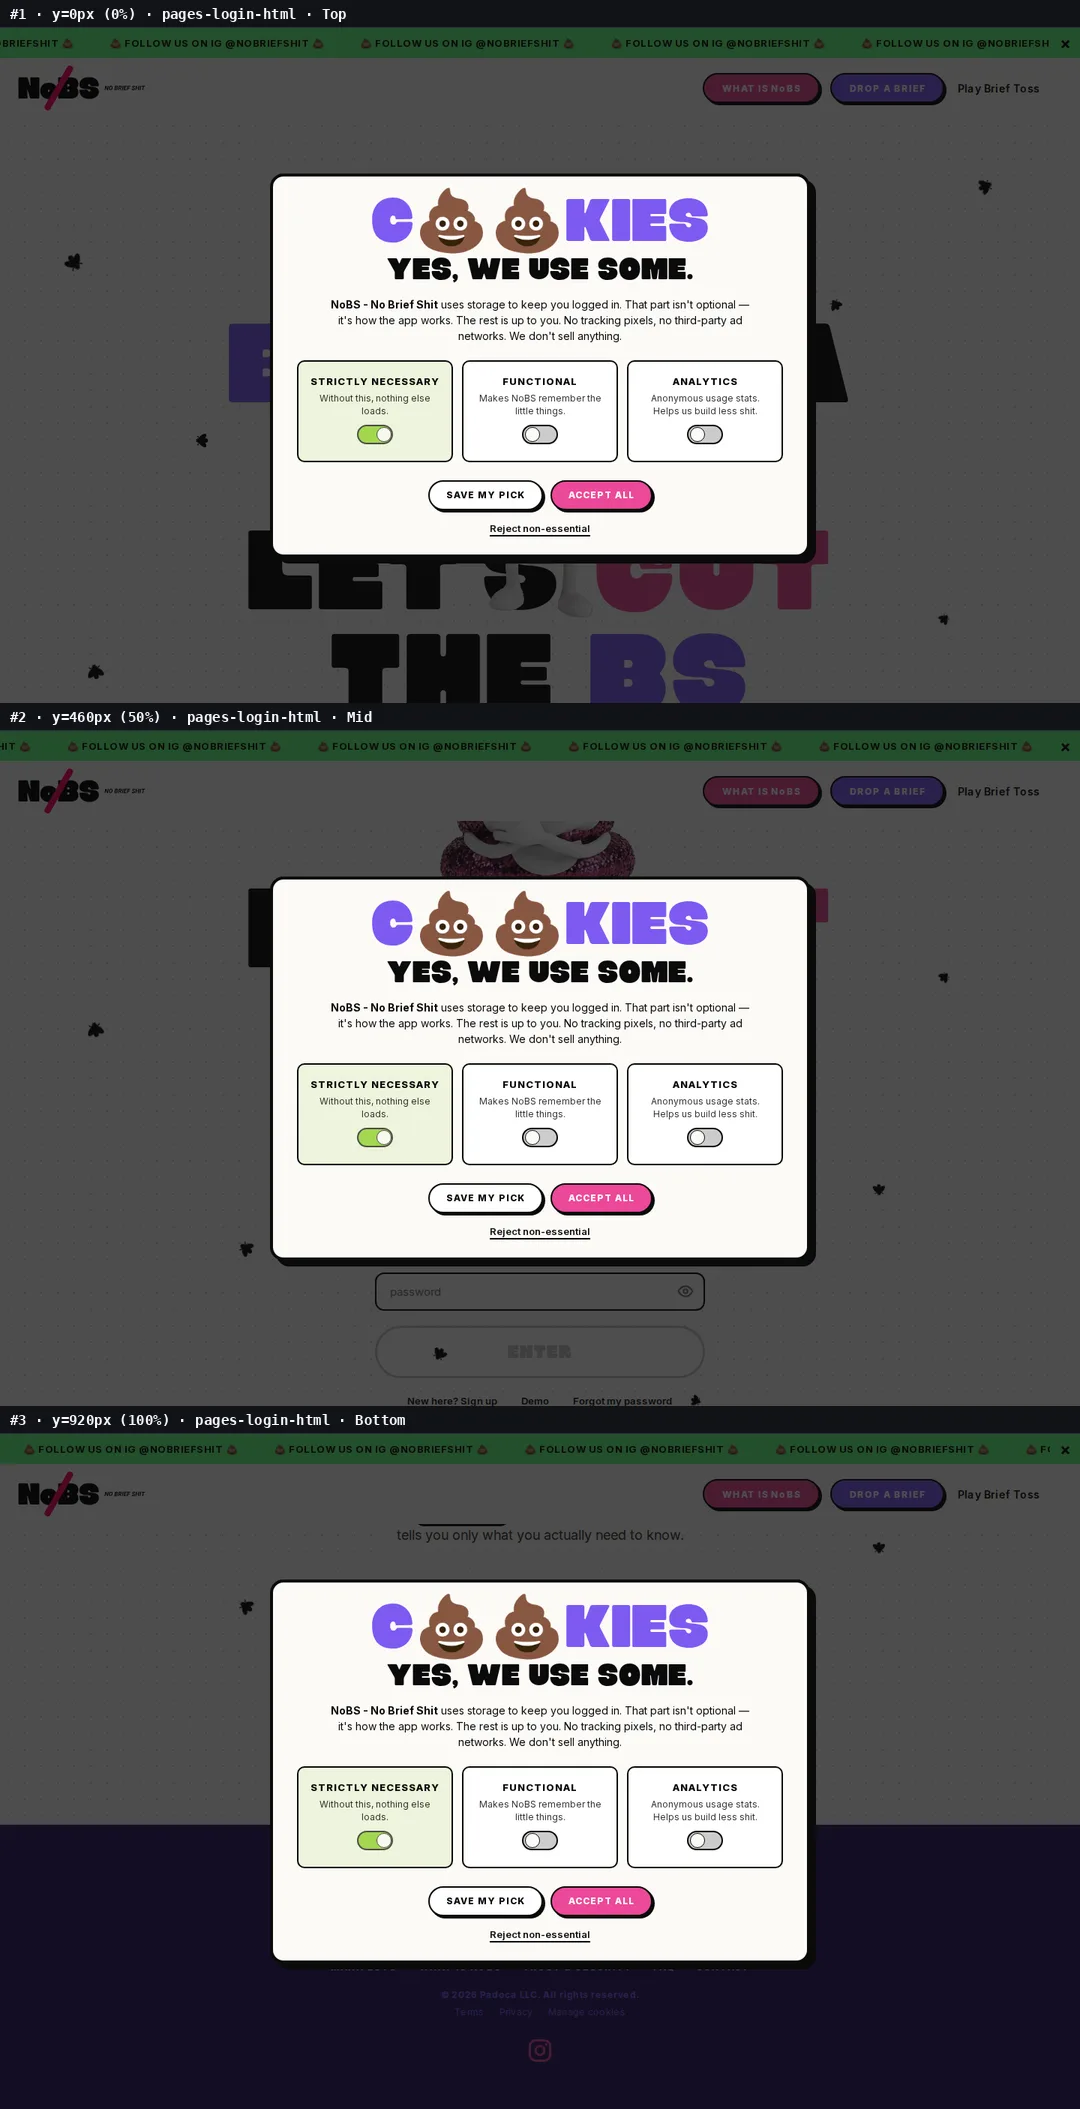 #1 · y=0px (0%) · pages-login-html · Top
BRIEFSHIT 💩 💩 FOLLOW US ON IG @NOBRIEFSHIT 💩 💩 FOLLOW US ON IG @NOBRIEFSHIT 💩 💩 FOLLOW US ON IG @NOBRIEFSHIT 💩 💩 FOLLOW US ON IG @NOBRIEFSH ×
NoBS NO BRIEF SHIT WHAT IS NoBS DROP A BRIEF Play Brief Toss
C💩💩KIES
YES, WE USE SOME.
NoBS - No Brief Shit uses storage to keep you logged in. That part isn't optional —
it's how the app works. The rest is up to you. No tracking pixels, no third-party ad
networks. We don't sell anything.
STRICTLY NECESSARY FUNCTIONAL ANALYTICS
Without this, nothing else Makes NoBS remember the Anonymous usage stats.
loads. little things. Helps us build less shit.
SAVE MY PICK ACCEPT ALL
Reject non-essential
LET'S CUT
THE BS
#2 · y=460px (50%) · pages-login-html · Mid
HIT 💩 💩 FOLLOW US ON IG @NOBRIEFSHIT 💩 💩 FOLLOW US ON IG @NOBRIEFSHIT 💩 💩 FOLLOW US ON IG @NOBRIEFSHIT 💩 💩 FOLLOW US ON IG @NOBRIEFSHIT 💩 ×
NoBS NO BRIEF SHIT WHAT IS NoBS DROP A BRIEF Play Brief Toss
C💩💩KIES
YES, WE USE SOME.
NoBS - No Brief Shit uses storage to keep you logged in. That part isn't optional —
it's how the app works. The rest is up to you. No tracking pixels, no third-party ad
networks. We don't sell anything.
STRICTLY NECESSARY FUNCTIONAL ANALYTICS
Without this, nothing else Makes NoBS remember the Anonymous usage stats.
loads. little things. Helps us build less shit.
SAVE MY PICK ACCEPT ALL
Reject non-essential
password
ENTER
New here? Sign up Demo Forgot my password
#3 · y=920px (100%) · pages-login-html · Bottom
💩 FOLLOW US ON IG @NOBRIEFSHIT 💩 💩 FOLLOW US ON IG @NOBRIEFSHIT 💩 💩 FOLLOW US ON IG @NOBRIEFSHIT 💩 💩 FOLLOW US ON IG @NOBRIEFSHIT 💩 💩 ×
NoBS NO BRIEF SHIT WHAT IS NoBS DROP A BRIEF Play Brief Toss
tells you only what you actually need to know.
C💩💩KIES
YES, WE USE SOME.
NoBS - No Brief Shit uses storage to keep you logged in. That part isn't optional —
it's how the app works. The rest is up to you. No tracking pixels, no third-party ad
networks. We don't sell anything.
STRICTLY NECESSARY FUNCTIONAL ANALYTICS
Without this, nothing else Makes NoBS remember the Anonymous usage stats.
loads. little things. Helps us build less shit.
SAVE MY PICK ACCEPT ALL
Reject non-essential
© 2026 Padoca LLC. All rights reserved.
Terms Privacy Manage cookies